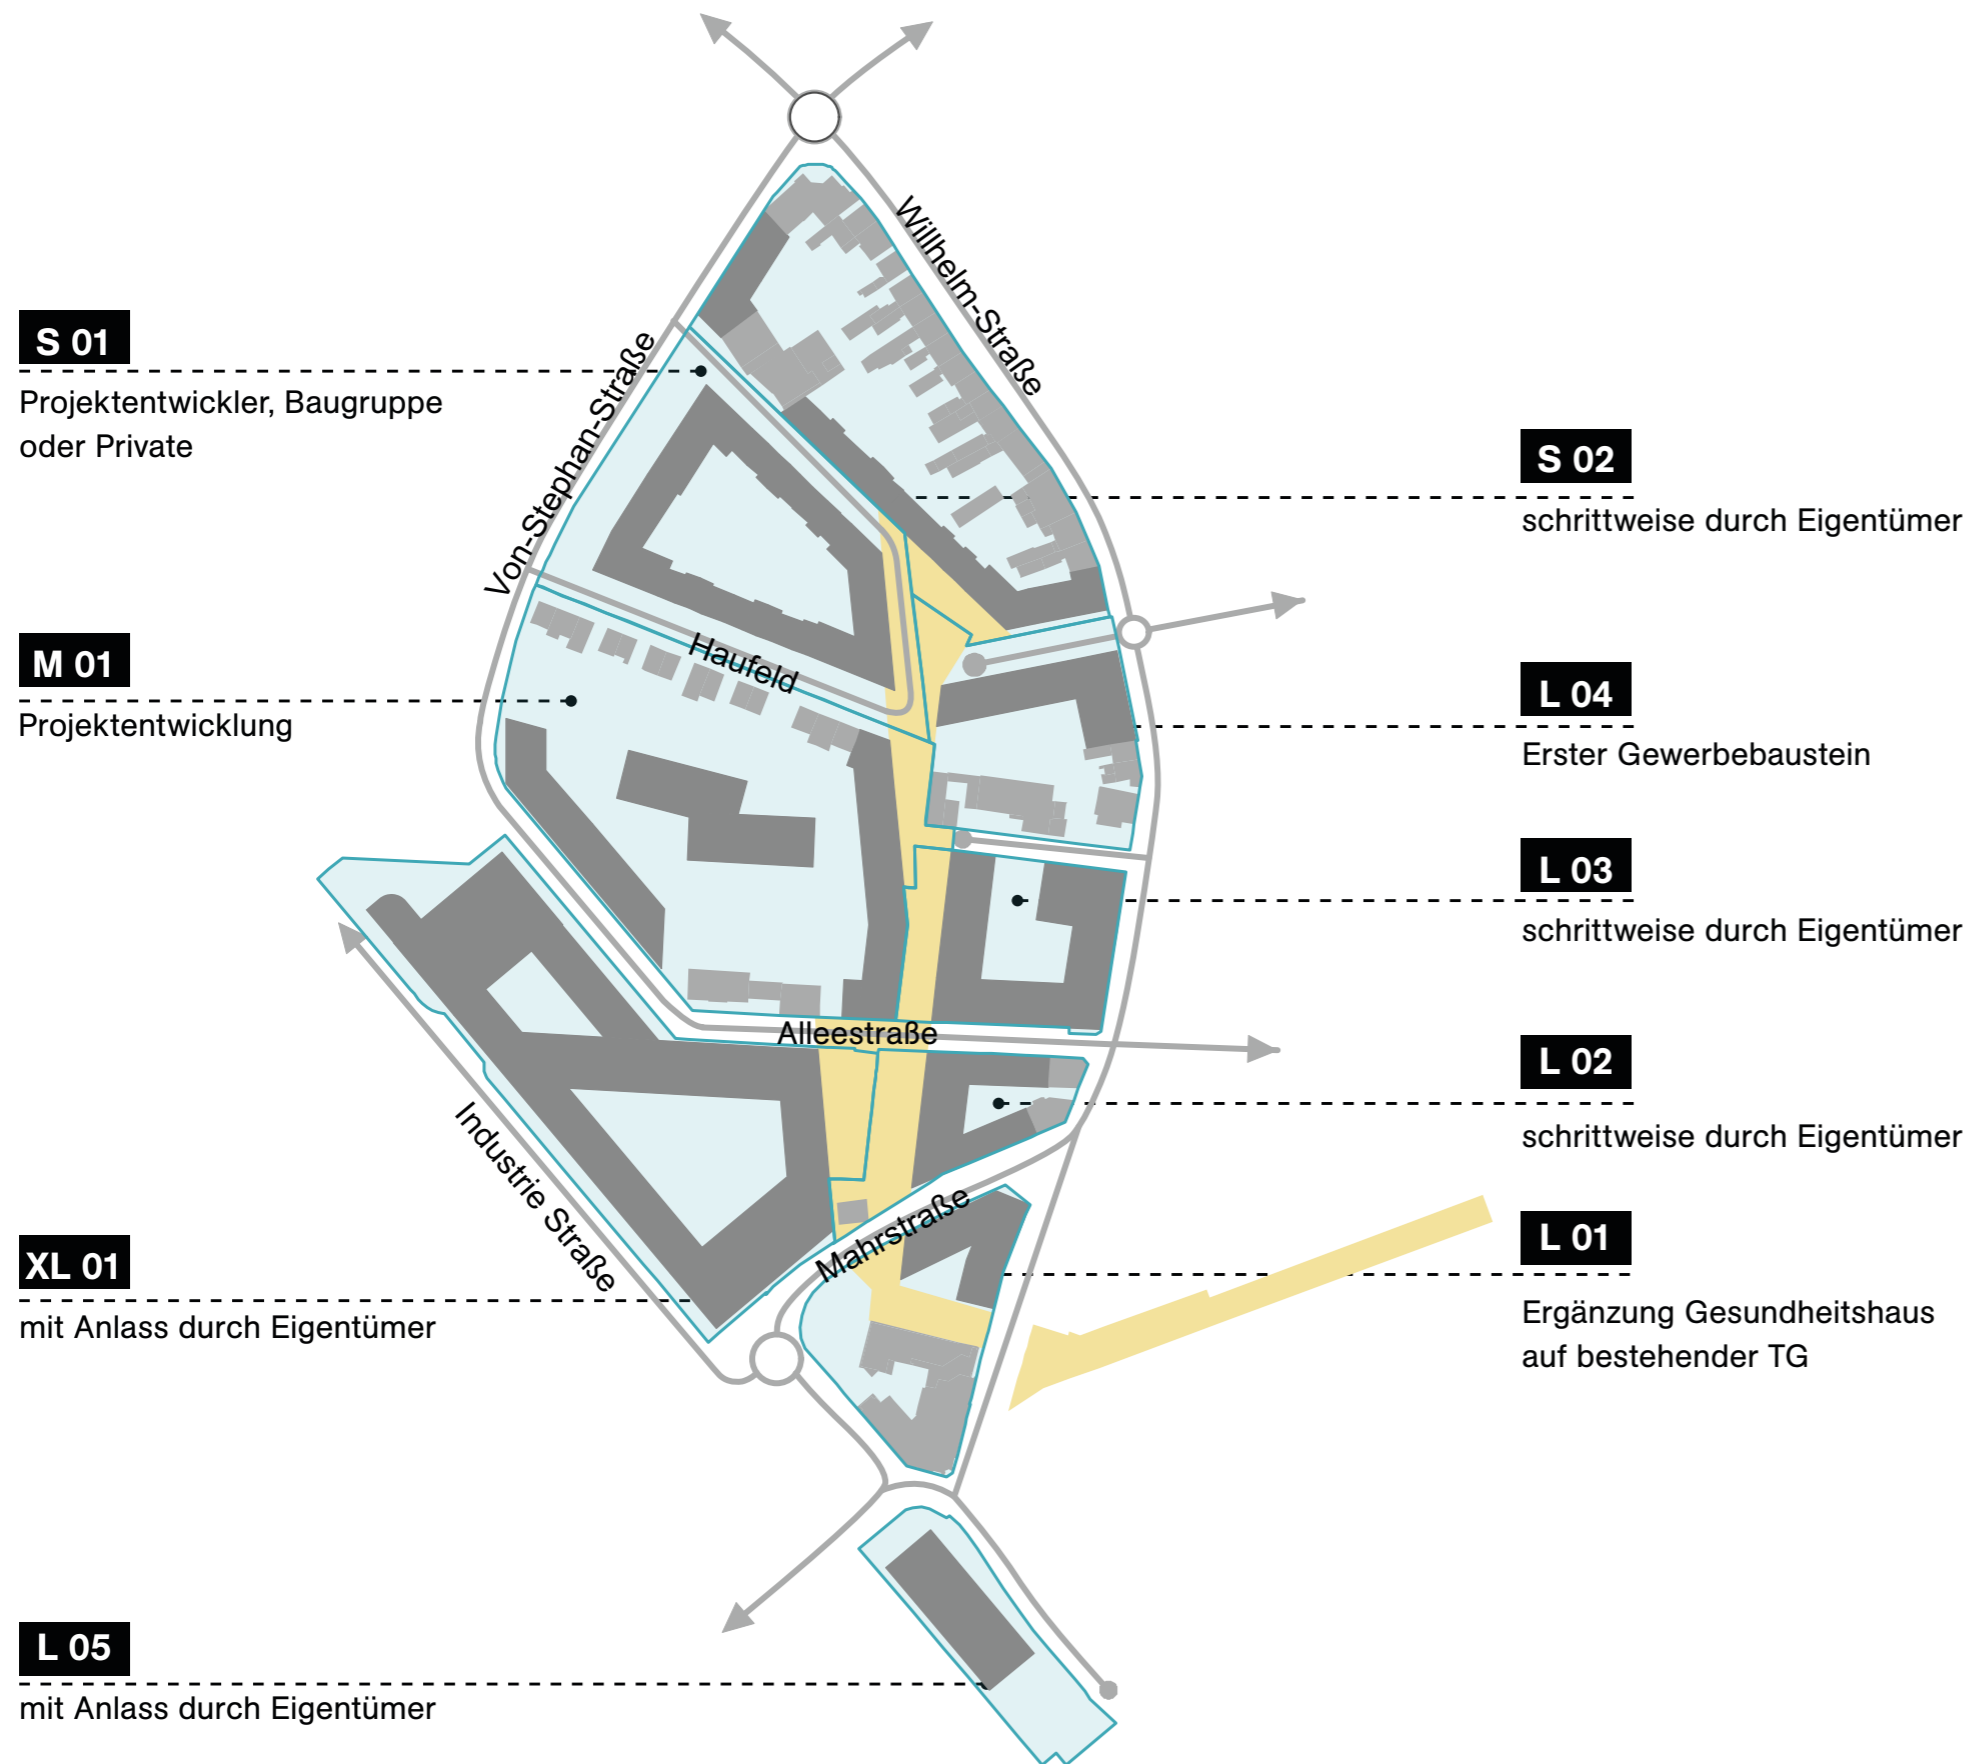 Willhelm-Straße
S 01
Projektentwickler, Baugruppe
oder Private
Von-Stephan-Straße
S 02
schrittweise durch Eigentümer
M 01
Projektentwicklung
Haufeld
L 04
Erster Gewerbebaustein
L 03
schrittweise durch Eigentümer
Alleestraße
L 02
schrittweise durch Eigentümer
Industrie Straße
Mahrstraße
L 01
Ergänzung Gesundheitshaus
auf bestehender TG
XL 01
mit Anlass durch Eigentümer
L 05
mit Anlass durch Eigentümer